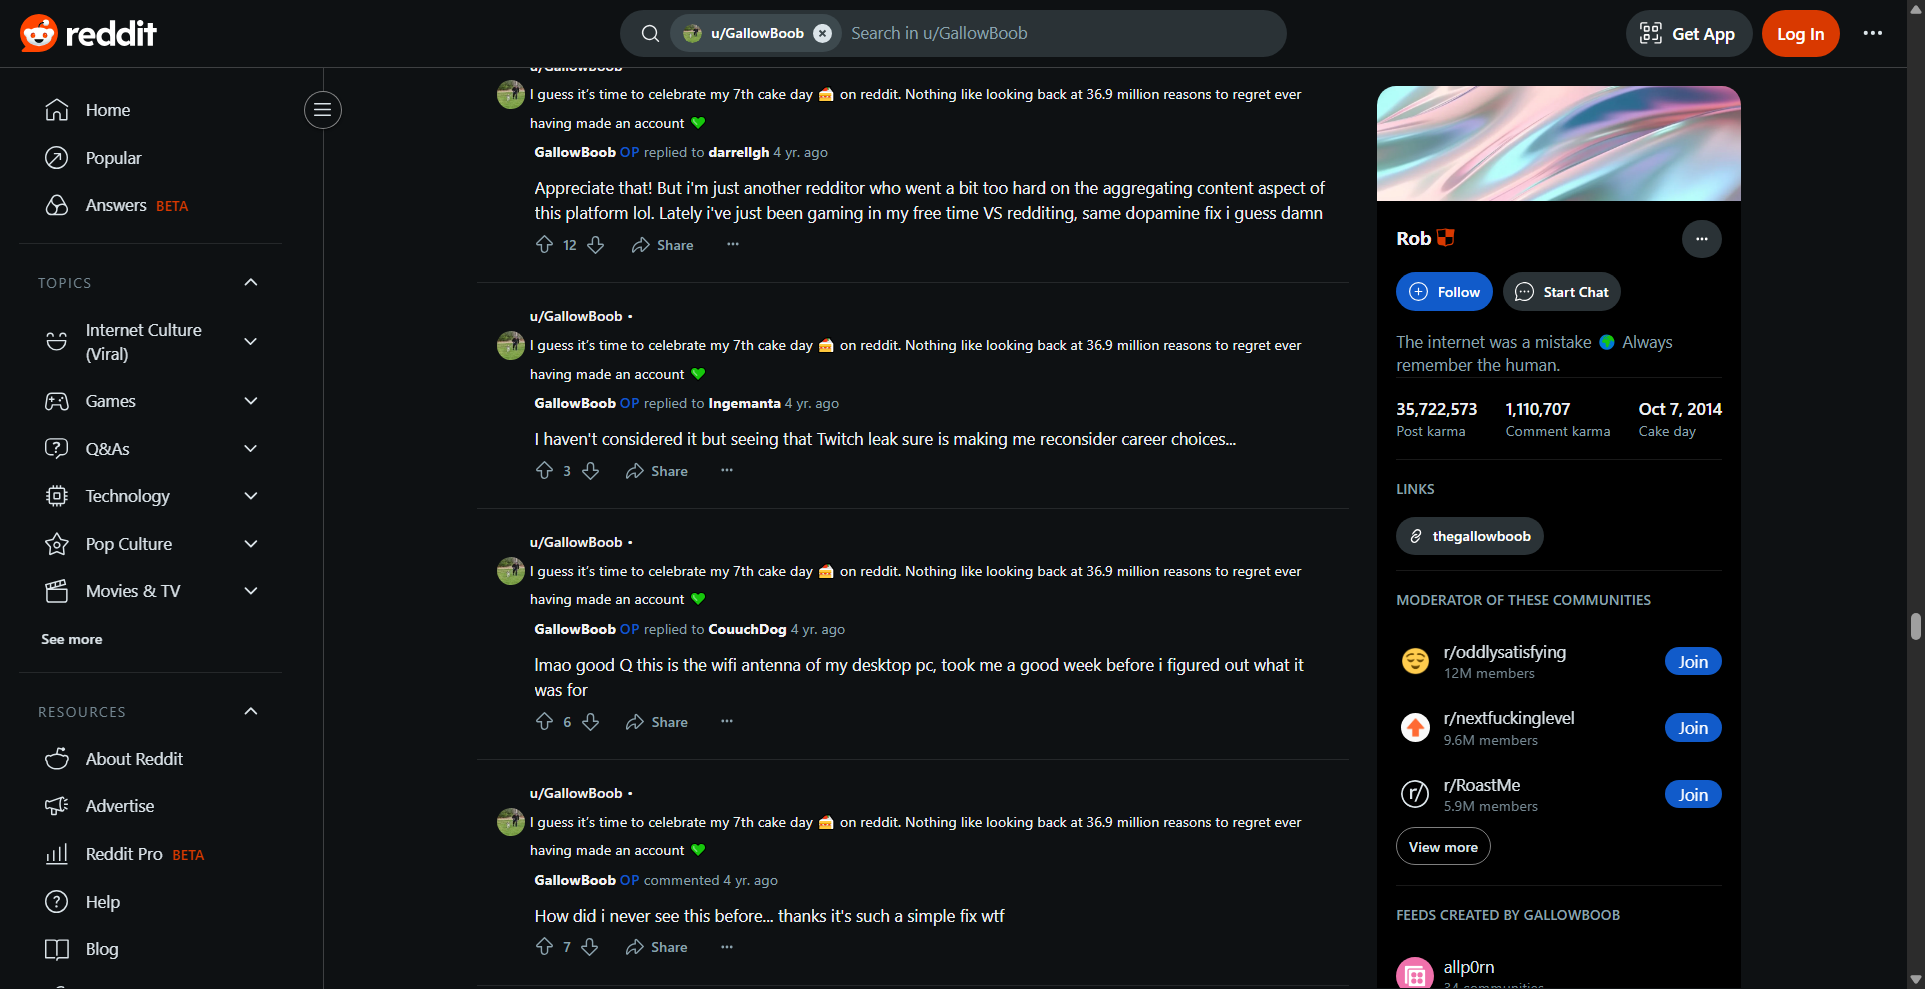 reddit
u/GallowBoob
Search in u/GallowBoob
Get App
Log In
Home
Popular
Answers BETA
TOPICS
Internet Culture
(Viral)
Games
Q&As
Technology
Pop Culture
Movies & TV
See more
RESOURCES
About Reddit
Advertise
Reddit Pro BETA
Help
Blog
u/GallowBoob
I guess it's time to celebrate my 7th cake day 🍰 on reddit. Nothing like looking back at 36.9 million reasons to regret ever
having made an account 💚
GallowBoob OP replied to darrellgh 4 yr. ago
Appreciate that! But i'm just another redditor who went a bit too hard on the aggregating content aspect of
this platform lol. Lately i've just been gaming in my free time VS redditing, same dopamine fix i guess damn
12
Share
u/GallowBoob •
I guess it's time to celebrate my 7th cake day 🍰 on reddit. Nothing like looking back at 36.9 million reasons to regret ever
having made an account 💚
GallowBoob OP replied to Ingemanta 4 yr. ago
I haven't considered it but seeing that Twitch leak sure is making me reconsider career choices...
3
Share
u/GallowBoob •
I guess it's time to celebrate my 7th cake day 🍰 on reddit. Nothing like looking back at 36.9 million reasons to regret ever
having made an account 💚
GallowBoob OP replied to CouuchDog 4 yr. ago
lmao good Q this is the wifi antenna of my desktop pc, took me a good week before i figured out what it
was for
6
Share
u/GallowBoob •
I guess it's time to celebrate my 7th cake day 🍰 on reddit. Nothing like looking back at 36.9 million reasons to regret ever
having made an account 💚
GallowBoob OP commented 4 yr. ago
How did i never see this before... thanks it's such a simple fix wtf
7
Share
Rob
Follow
Start Chat
The internet was a mistake 🌍 Always
remember the human.
35,722,573 1,110,707 Oct 7, 2014
Post karma Comment karma Cake day
LINKS
thegallowboob
MODERATOR OF THESE COMMUNITIES
r/oddlysatisfying
12M members
Join
r/nextfuckinglevel
9.6M members
Join
r/
r/RoastMe
5.9M members
Join
View more
FEEDS CREATED BY GALLOWBOOB
allp0rn
34 communities